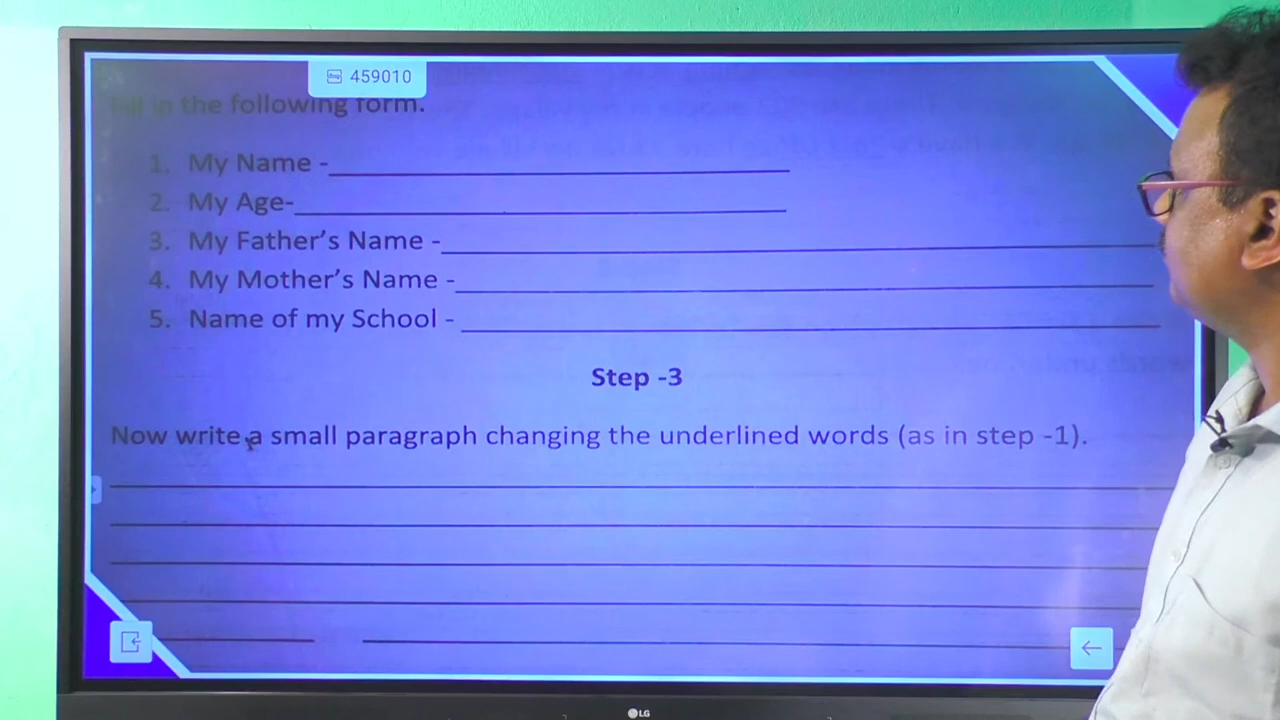 459010
Fill in the following form.
1. My Name -
2. My Age-
3. My Father’s Name -
4. My Mother’s Name -
5. Name of my School -
Step -3
Now write a small paragraph changing the underlined words (as in step -1).
LG